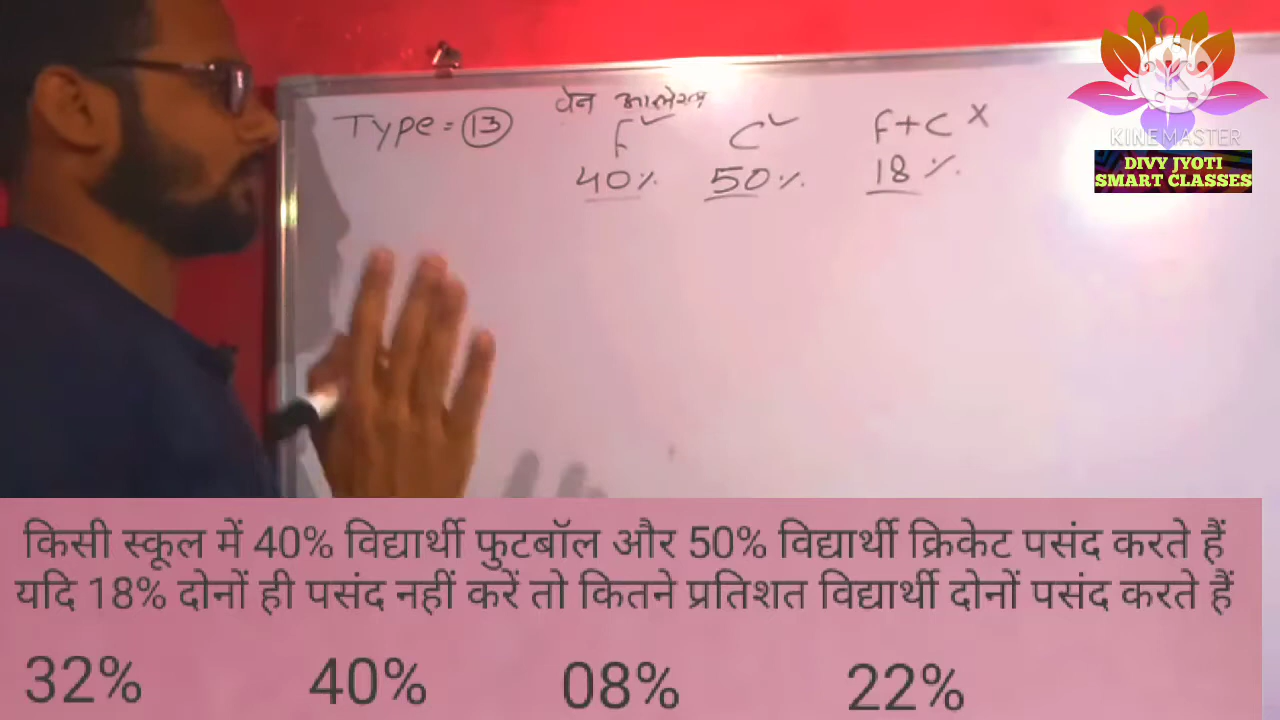 वेन आलेख
Type = 13
F C F+C X
40% 50% 18%
KINEMASTER
DIVY JYOTI
SMART CLASSES
किसी स्कूल में 40% विद्यार्थी फुटबॉल और 50% विद्यार्थी क्रिकेट पसंद करते हैं
यदि 18% दोनों ही पसंद नहीं करें तो कितने प्रतिशत विद्यार्थी दोनों पसंद करते हैं
32% 40% 08% 22%